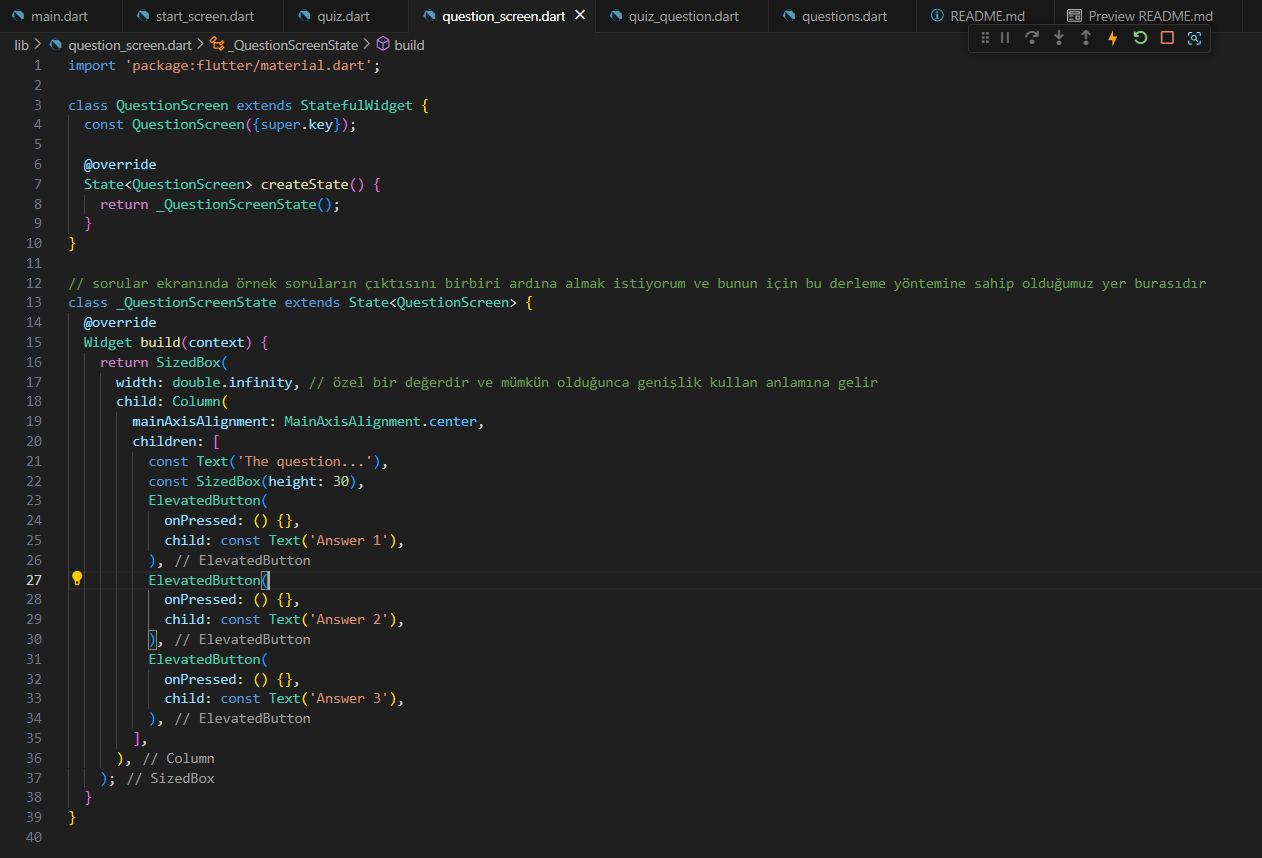 main.dart start_screen.dart quiz.dart question_screen.dart quiz_question.dart questions.dart README.md Preview README.md
lib > question_screen.dart > _QuestionScreenState > build
1 import 'package:flutter/material.dart';
2
3 class QuestionScreen extends StatefulWidget {
4 const QuestionScreen({super.key});
5
6 @override
7 State<QuestionScreen> createState() {
8 return _QuestionScreenState();
9 }
10 }
11
12 // sorular ekranında örnek soruların çıktısını birbiri ardına almak istiyorum ve bunun için bu derleme yöntemine sahip olduğumuz yer burasıdır
13 class _QuestionScreenState extends State<QuestionScreen> {
14 @override
15 Widget build(context) {
16 return SizedBox(
17 width: double.infinity, // özel bir değerdir ve mümkün olduğunca genişlik kullan anlamına gelir
18 child: Column(
19 mainAxisAlignment: MainAxisAlignment.center,
20 children: [
21 const Text('The question...'),
22 const SizedBox(height: 30),
23 ElevatedButton(
24 onPressed: () {},
25 child: const Text('Answer 1'),
26 ), // ElevatedButton
27 ElevatedButton(
28 onPressed: () {},
29 child: const Text('Answer 2'),
30 ), // ElevatedButton
31 ElevatedButton(
32 onPressed: () {},
33 child: const Text('Answer 3'),
34 ), // ElevatedButton
35 ],
36 ), // Column
37 ); // SizedBox
38 }
39 }
40